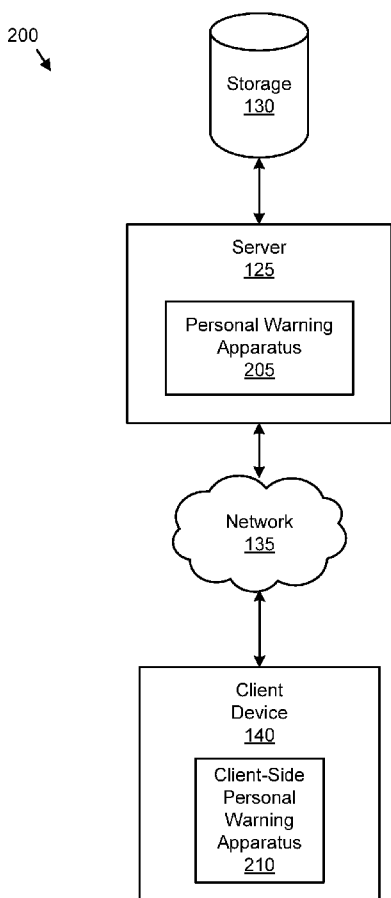 200
Storage
130
Server
125
Personal Warning
Apparatus
205
Network
135
Client
Device
140
Client-Side
Personal
Warning
Apparatus
210